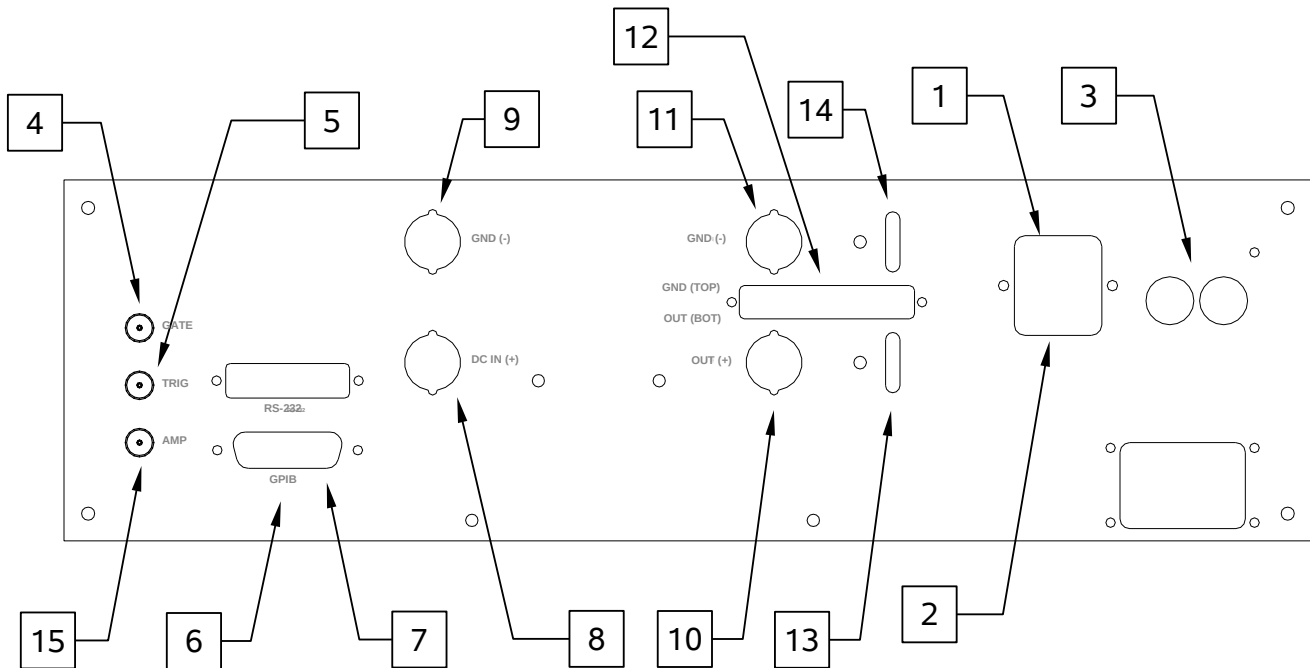 12
1
3
4
5
9
11
14
GND (-)
GND (-)
GND (TOP)
OUT (BOT)
GATE
TRIG
DC IN (+)
OUT (+)
RS-232
AMP
GPIB
2
15
6
7
8
10
13